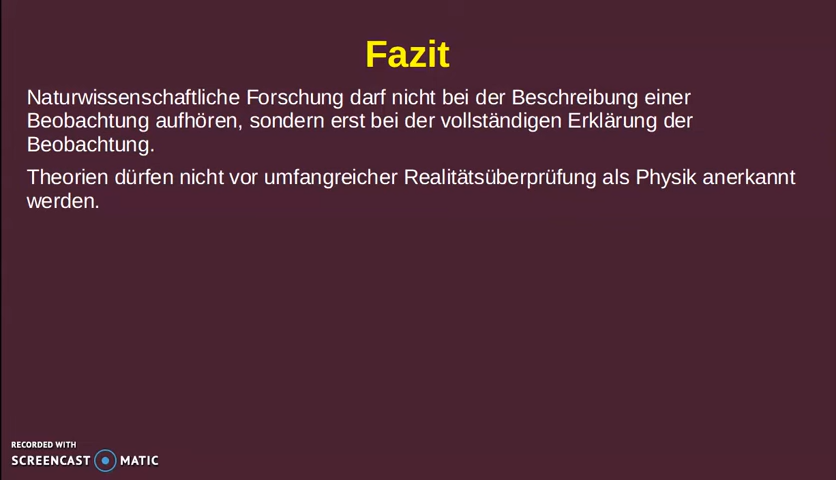 Fazit
Naturwissenschaftliche Forschung darf nicht bei der Beschreibung einer
Beobachtung aufhören, sondern erst bei der vollständigen Erklärung der
Beobachtung.
Theorien dürfen nicht vor umfangreicher Realitätsüberprüfung als Physik anerkannt
werden.
RECORDED WITH
SCREENCAST MATIC